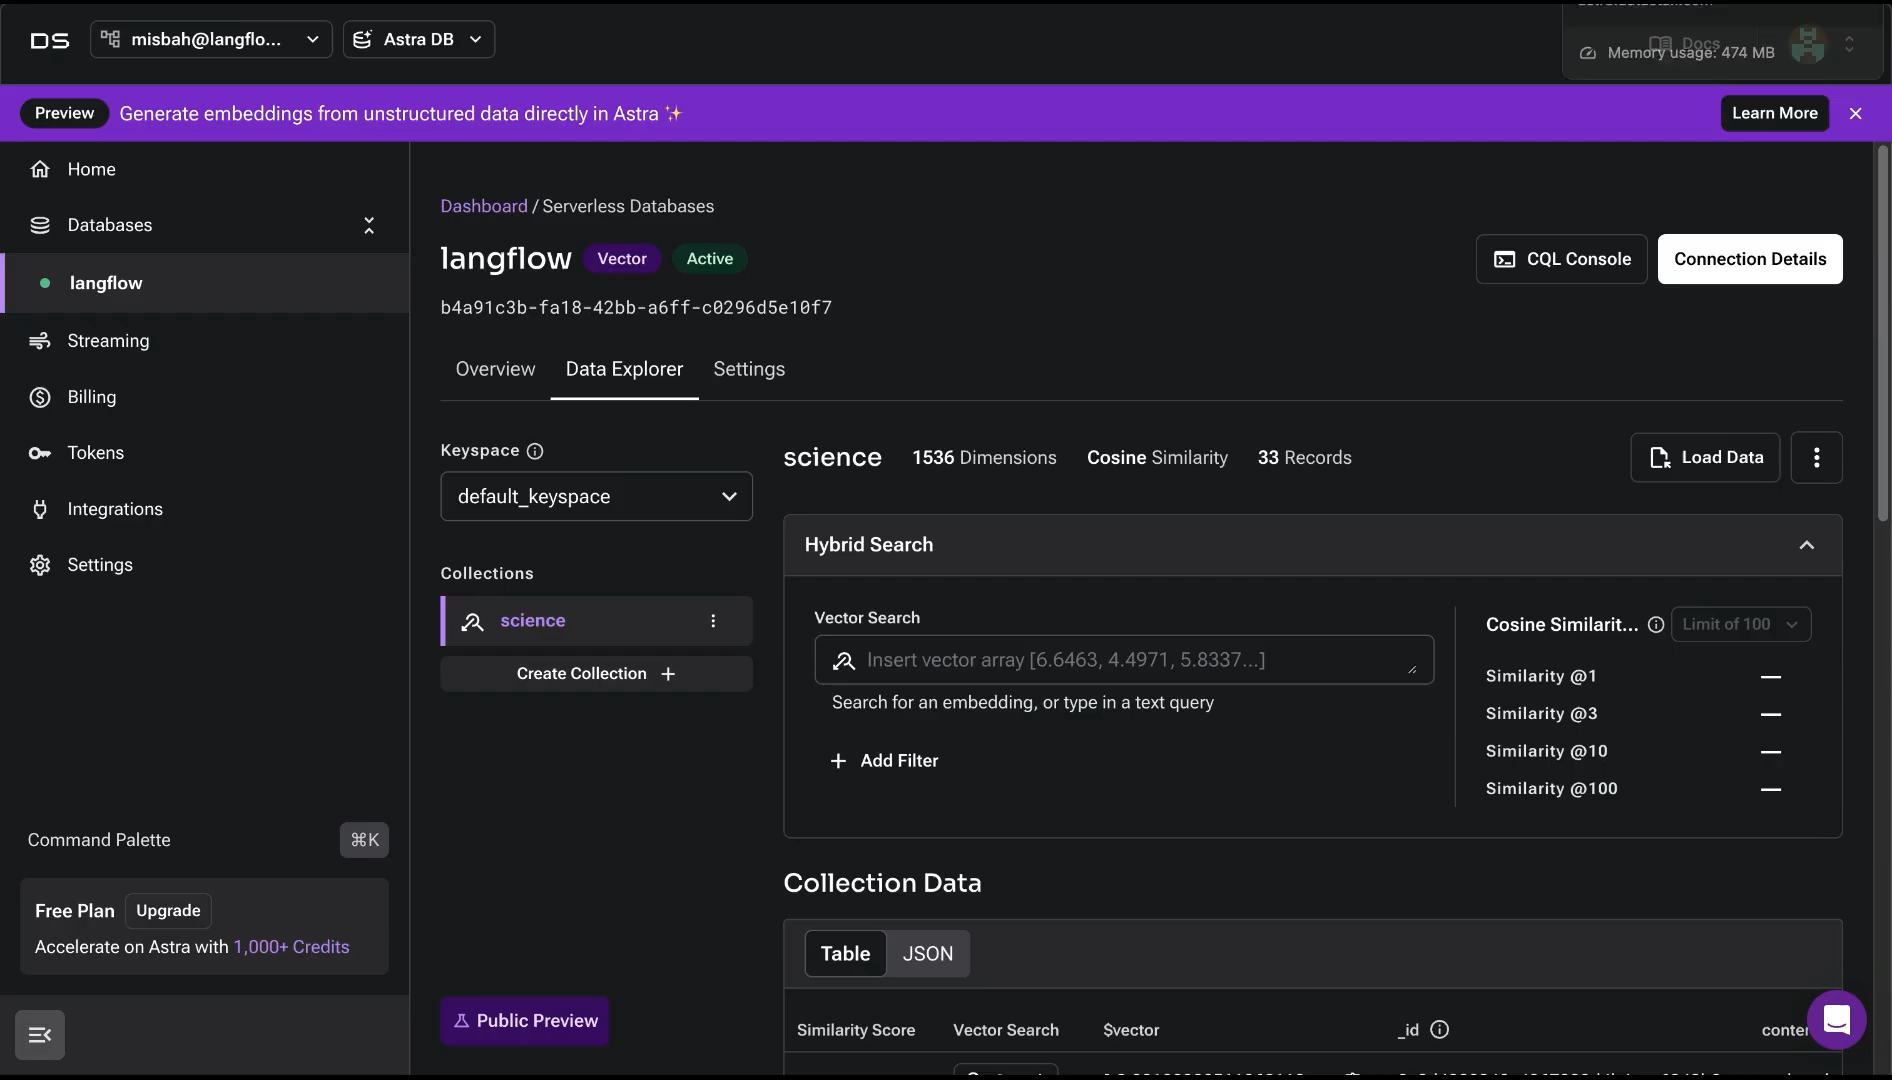 DS misbah@langflo... Astra DB Docs
Memory usage: 474 MB
Preview Generate embeddings from unstructured data directly in Astra ✨ Learn More
Home
Databases
langflow
Streaming
Billing
Tokens
Integrations
Settings
Command Palette ⌘K
Free Plan Upgrade
Accelerate on Astra with 1,000+ Credits
Dashboard / Serverless Databases
langflow Vector Active CQL Console Connection Details
b4a91c3b-fa18-42bb-a6ff-c0296d5e10f7
Overview Data Explorer Settings
Keyspace
default_keyspace
Collections
science
Create Collection +
Public Preview
science 1536 Dimensions Cosine Similarity 33 Records Load Data
Hybrid Search
Vector Search
Insert vector array [6.6463, 4.4971, 5.8337...]
Search for an embedding, or type in a text query
+ Add Filter
Cosine Similarit... Limit of 100
Similarity @1 —
Similarity @3 —
Similarity @10 —
Similarity @100 —
Collection Data
Table JSON
Similarity Score Vector Search $vector _id conten